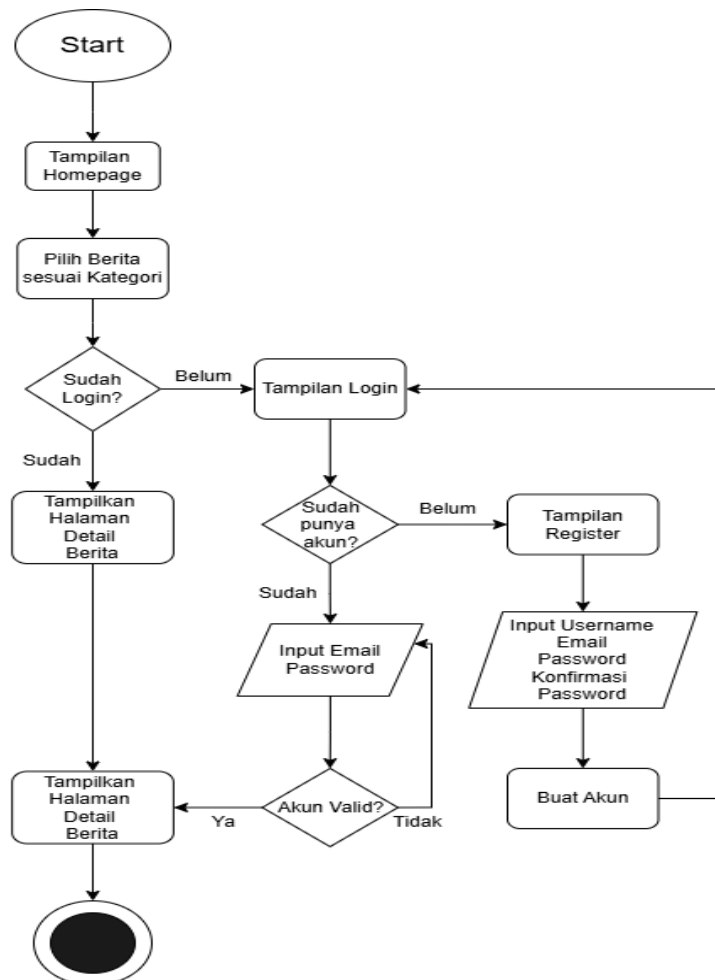 Start
Tampilan
Homepage
Pilih Berita
sesuai Kategori
Sudah
Login?
Belum
Tampilan Login
Sudah
Tampilkan
Halaman
Detail
Berita
Sudah
punya
akun?
Belum
Tampilan
Register
Sudah
Input Email
Password
Input Username
Email
Password
Konfirmasi
Password
Tampilkan
Halaman
Detail
Berita
Ya
Akun Valid?
Tidak
Buat Akun